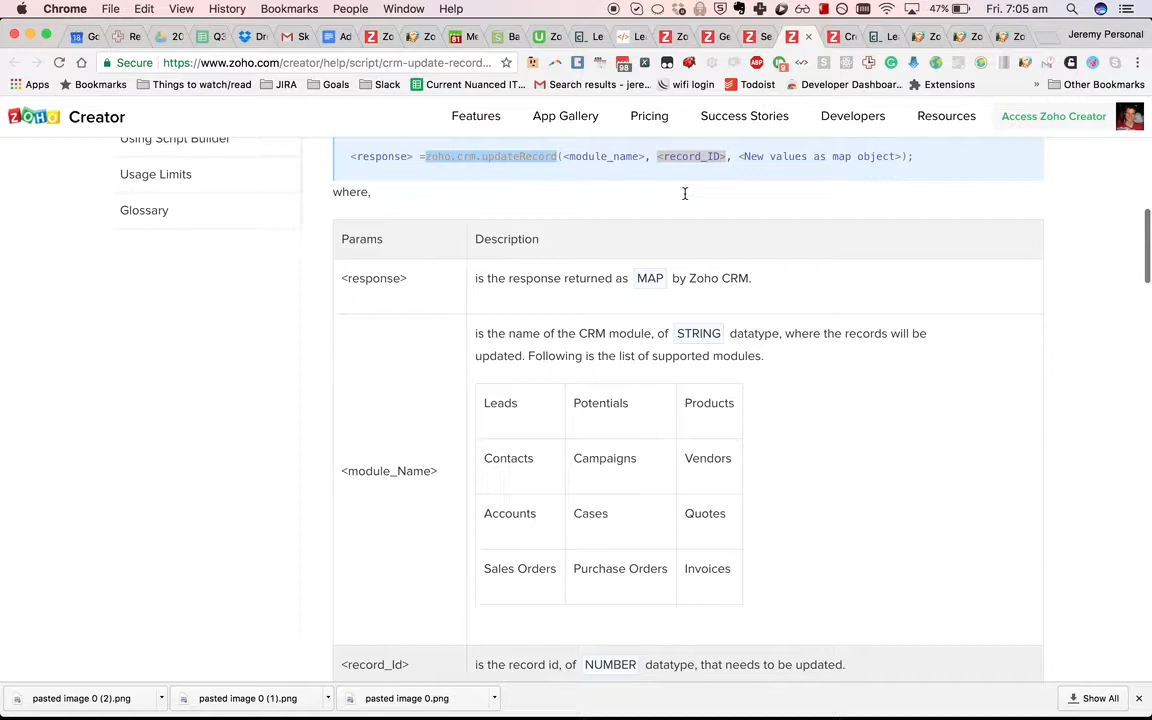 Chrome File Edit View History Bookmarks People Window Help 47% Fri. 7:05 am
Jeremy Personal
Secure https://www.zoho.com/creator/help/script/crm-update-record...
Apps Bookmarks Things to watch/read JIRA Goals Slack Current Nuanced IT... Search results - jere... wifi login Todoist Developer Dashboar... Extensions » Other Bookmarks
ZOHO Creator Features App Gallery Pricing Success Stories Developers Resources Access Zoho Creator
Using Script Builder
<response> =zoho.crm.updateRecord(<module_name>, <record_ID>, <New values as map object>);
Usage Limits
where,
Glossary
Params Description
<response> is the response returned as MAP by Zoho CRM.
is the name of the CRM module, of STRING datatype, where the records will be
updated. Following is the list of supported modules.
Leads Potentials Products
Contacts Campaigns Vendors
<module_Name>
Accounts Cases Quotes
Sales Orders Purchase Orders Invoices
<record_Id> is the record id, of NUMBER datatype, that needs to be updated.
pasted image 0 (2).png pasted image 0 (1).png pasted image 0.png Show All